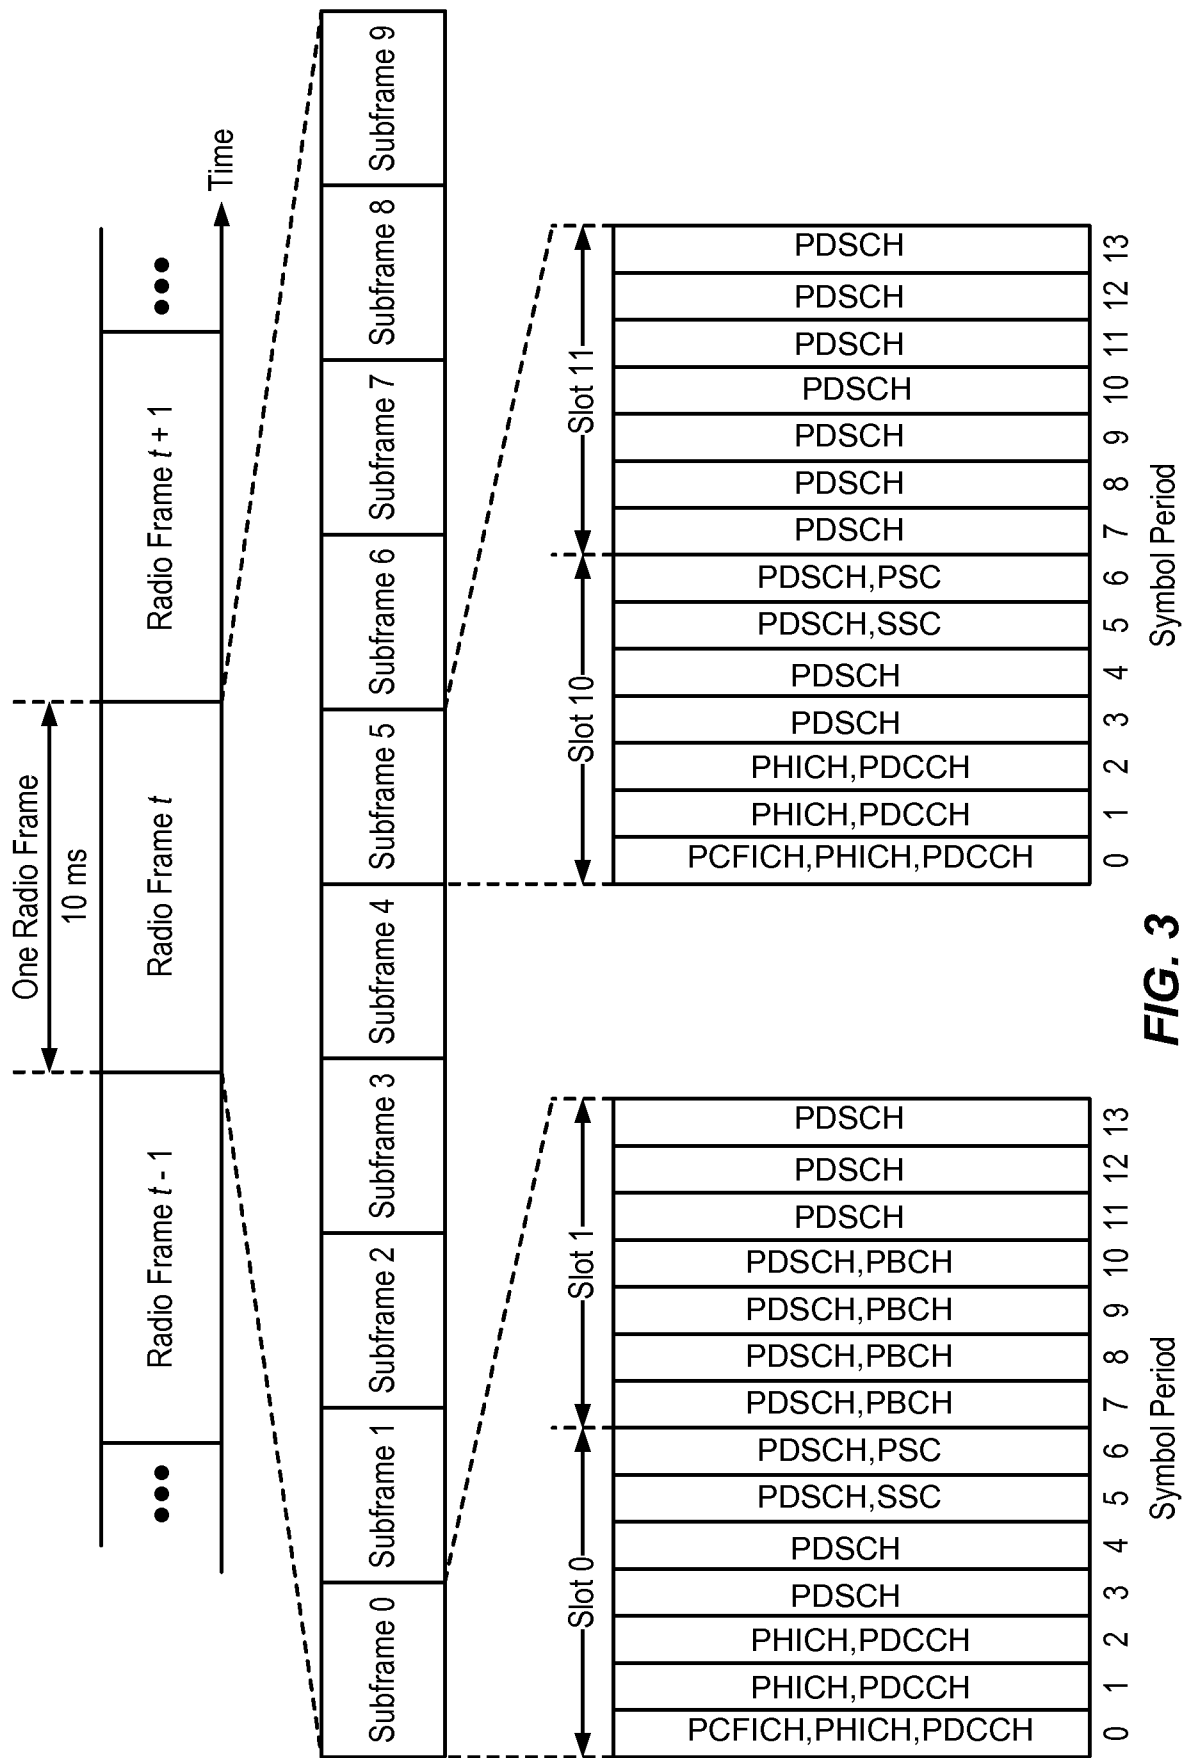 One Radio Frame
10 ms
Radio Frame t - 1
Radio Frame t
Radio Frame t + 1
Time
Subframe 0
Subframe 1
Subframe 2
Subframe 3
Subframe 4
Subframe 5
Subframe 6
Subframe 7
Subframe 8
Subframe 9
Slot 0
Slot 1
PCFICH,PHICH,PDCCH
PHICH,PDCCH
PHICH,PDCCH
PDSCH
PDSCH
PDSCH,SSC
PDSCH,PSC
PDSCH,PBCH
PDSCH,PBCH
PDSCH,PBCH
PDSCH,PBCH
PDSCH
PDSCH
PDSCH
0 1 2 3 4 5 6 7 8 9 10 11 12 13
Symbol Period
Slot 10
Slot 11
PCFICH,PHICH,PDCCH
PHICH,PDCCH
PHICH,PDCCH
PDSCH
PDSCH
PDSCH,SSC
PDSCH,PSC
PDSCH
PDSCH
PDSCH
PDSCH
PDSCH
PDSCH
PDSCH
0 1 2 3 4 5 6 7 8 9 10 11 12 13
Symbol Period
FIG. 3